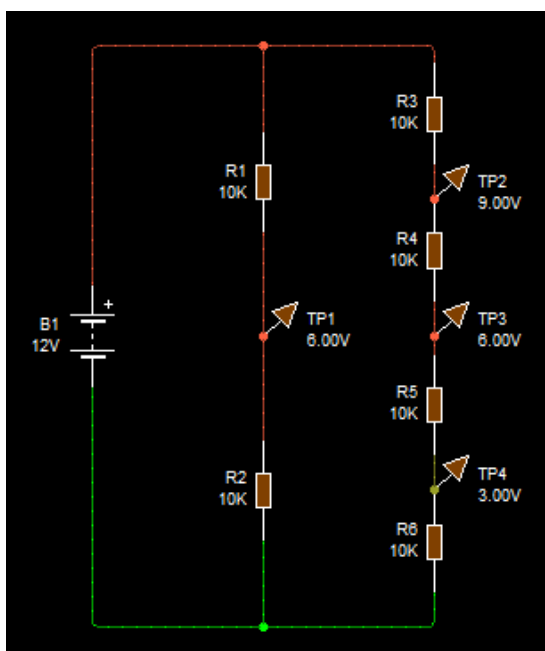 R3
10K
TP2
9.00V
R1
10K
R4
10K
+
B1
12V
TP1
6.00V
TP3
6.00V
R5
10K
R2
10K
TP4
3.00V
R6
10K